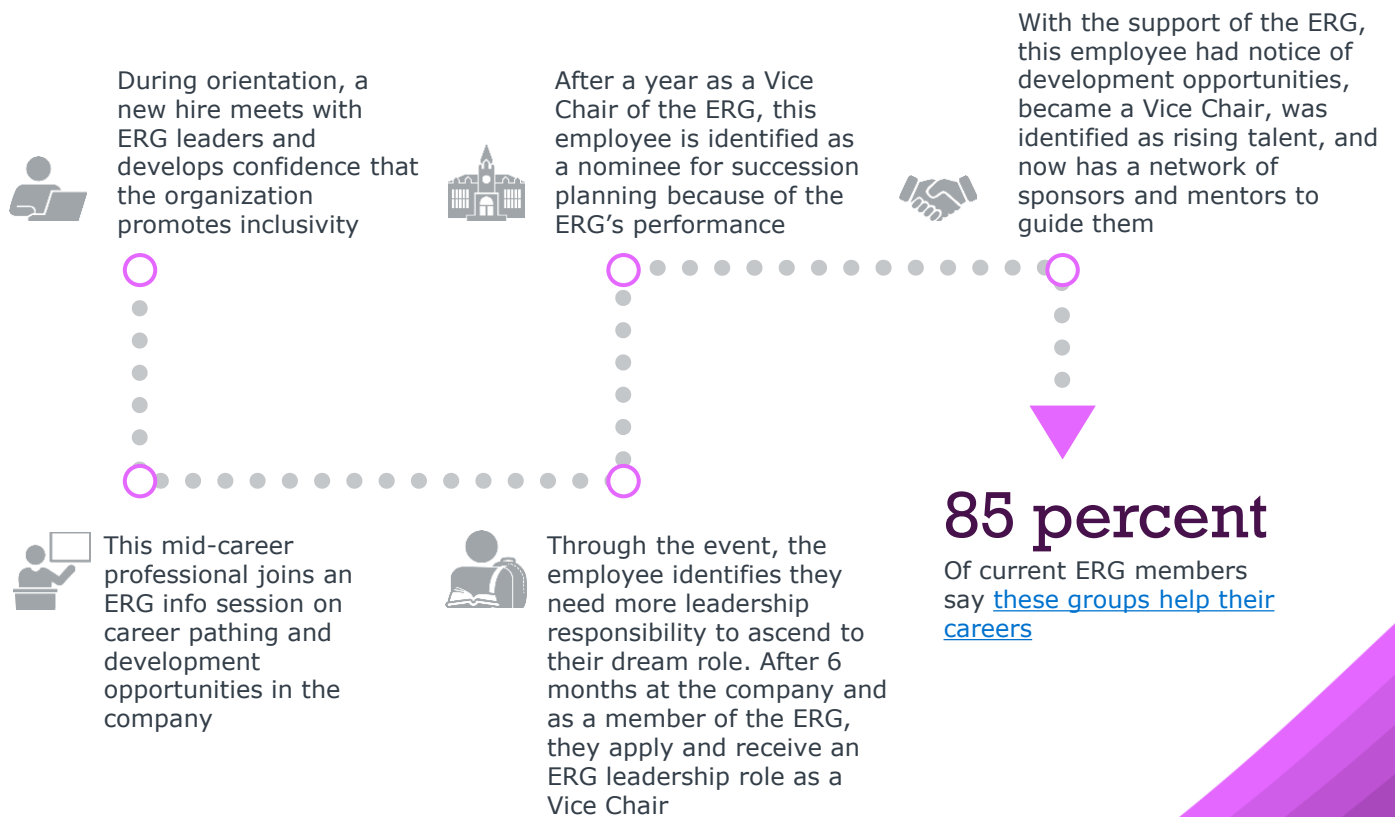 During orientation, a
new hire meets with
ERG leaders and
develops confidence that
the organization
promotes inclusivity
This mid-career
professional joins an
ERG info session on
career pathing and
development
opportunities in the
company
Through the event, the
employee identifies they
need more leadership
responsibility to ascend to
their dream role. After 6
months at the company and
as a member of the ERG,
they apply and receive an
ERG leadership role as a
Vice Chair
After a year as a Vice
Chair of the ERG, this
employee is identified as
a nominee for succession
planning because of the
ERG’s performance
With the support of the ERG,
this employee had notice of
development opportunities,
became a Vice Chair, was
identified as rising talent, and
now has a network of
sponsors and mentors to
guide them
85 percent
Of current ERG members
say these groups help their
careers